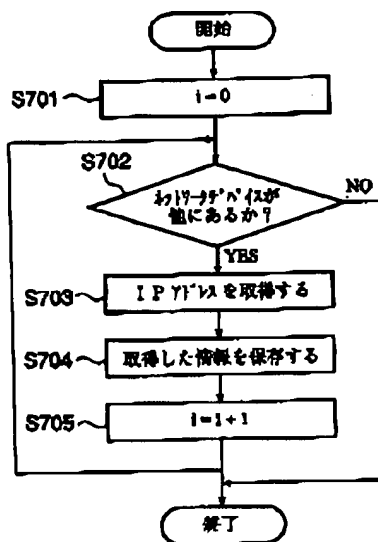 開始
S701
i=0
S702
ネットワークデバイスが
他にあるか?
NO
YES
S703
IPアドレスを取得する
S704
取得した情報を保存する
S705
i=i+1
終了